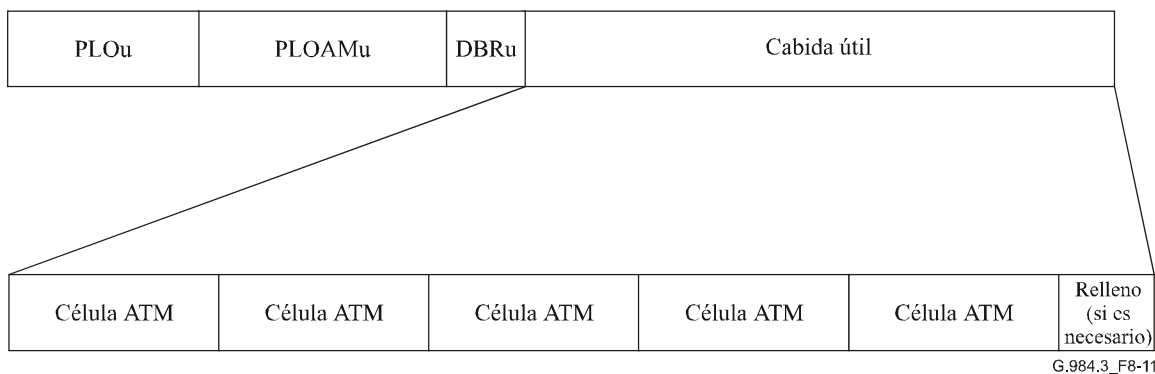 PLOu
PLOAMu
DBRu
Cabida útil
Célula ATM
Célula ATM
Célula ATM
Célula ATM
Célula ATM
Relleno
(si es
necesario)
G.984.3_F8-11